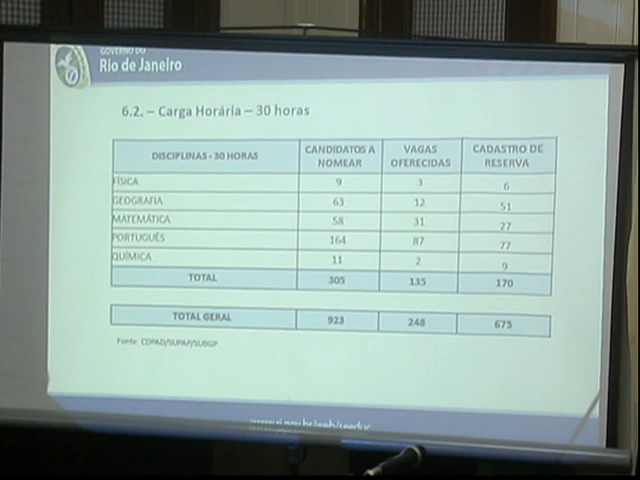 GOVERNO DO
Rio de Janeiro
6.2. – Carga Horária – 30 horas
DISCIPLINAS - 30 HORAS CANDIDATOS A NOMEAR VAGAS OFERECIDAS CADASTRO DE RESERVA
FÍSICA 9 3 6
GEOGRAFIA 63 12 51
MATEMÁTICA 58 31 27
PORTUGUÊS 164 87 77
QUÍMICA 11 2 9
TOTAL 305 135 170
TOTAL GERAL 923 248 675
Fonte: CDPAD/SUPAP/SUBGP